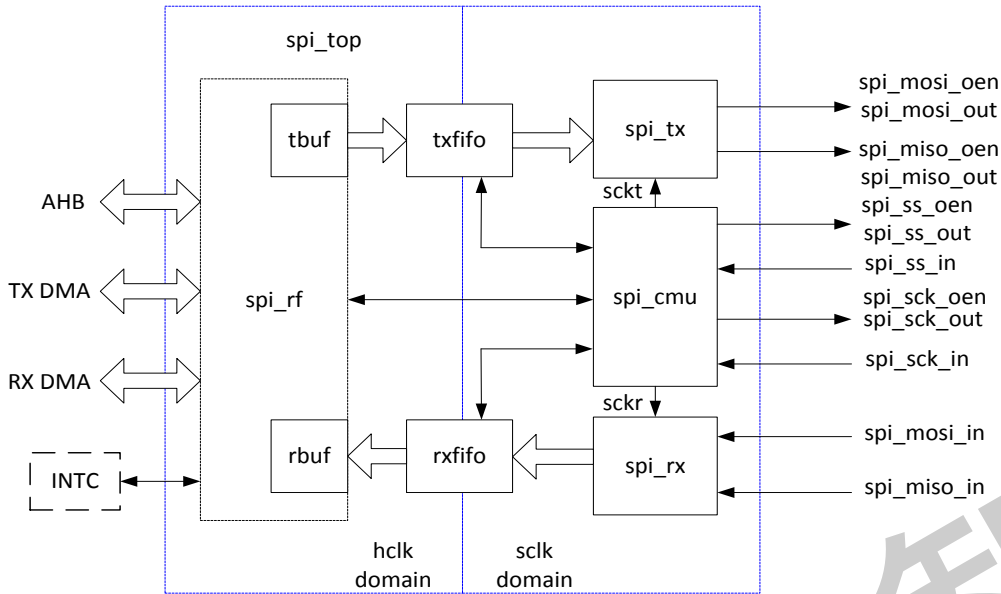 spi_top
tbuf
txfifo
spi_tx
spi_mosi_oen
spi_mosi_out
spi_miso_oen
spi_miso_out
sckt
spi_ss_oen
spi_ss_out
spi_ss_in
AHB
TX DMA
spi_rf
spi_cmu
spi_sck_oen
spi_sck_out
spi_sck_in
RX DMA
sckr
rbuf
rxfifo
spi_rx
spi_mosi_in
spi_miso_in
INTC
hclk
domain
sclk
domain